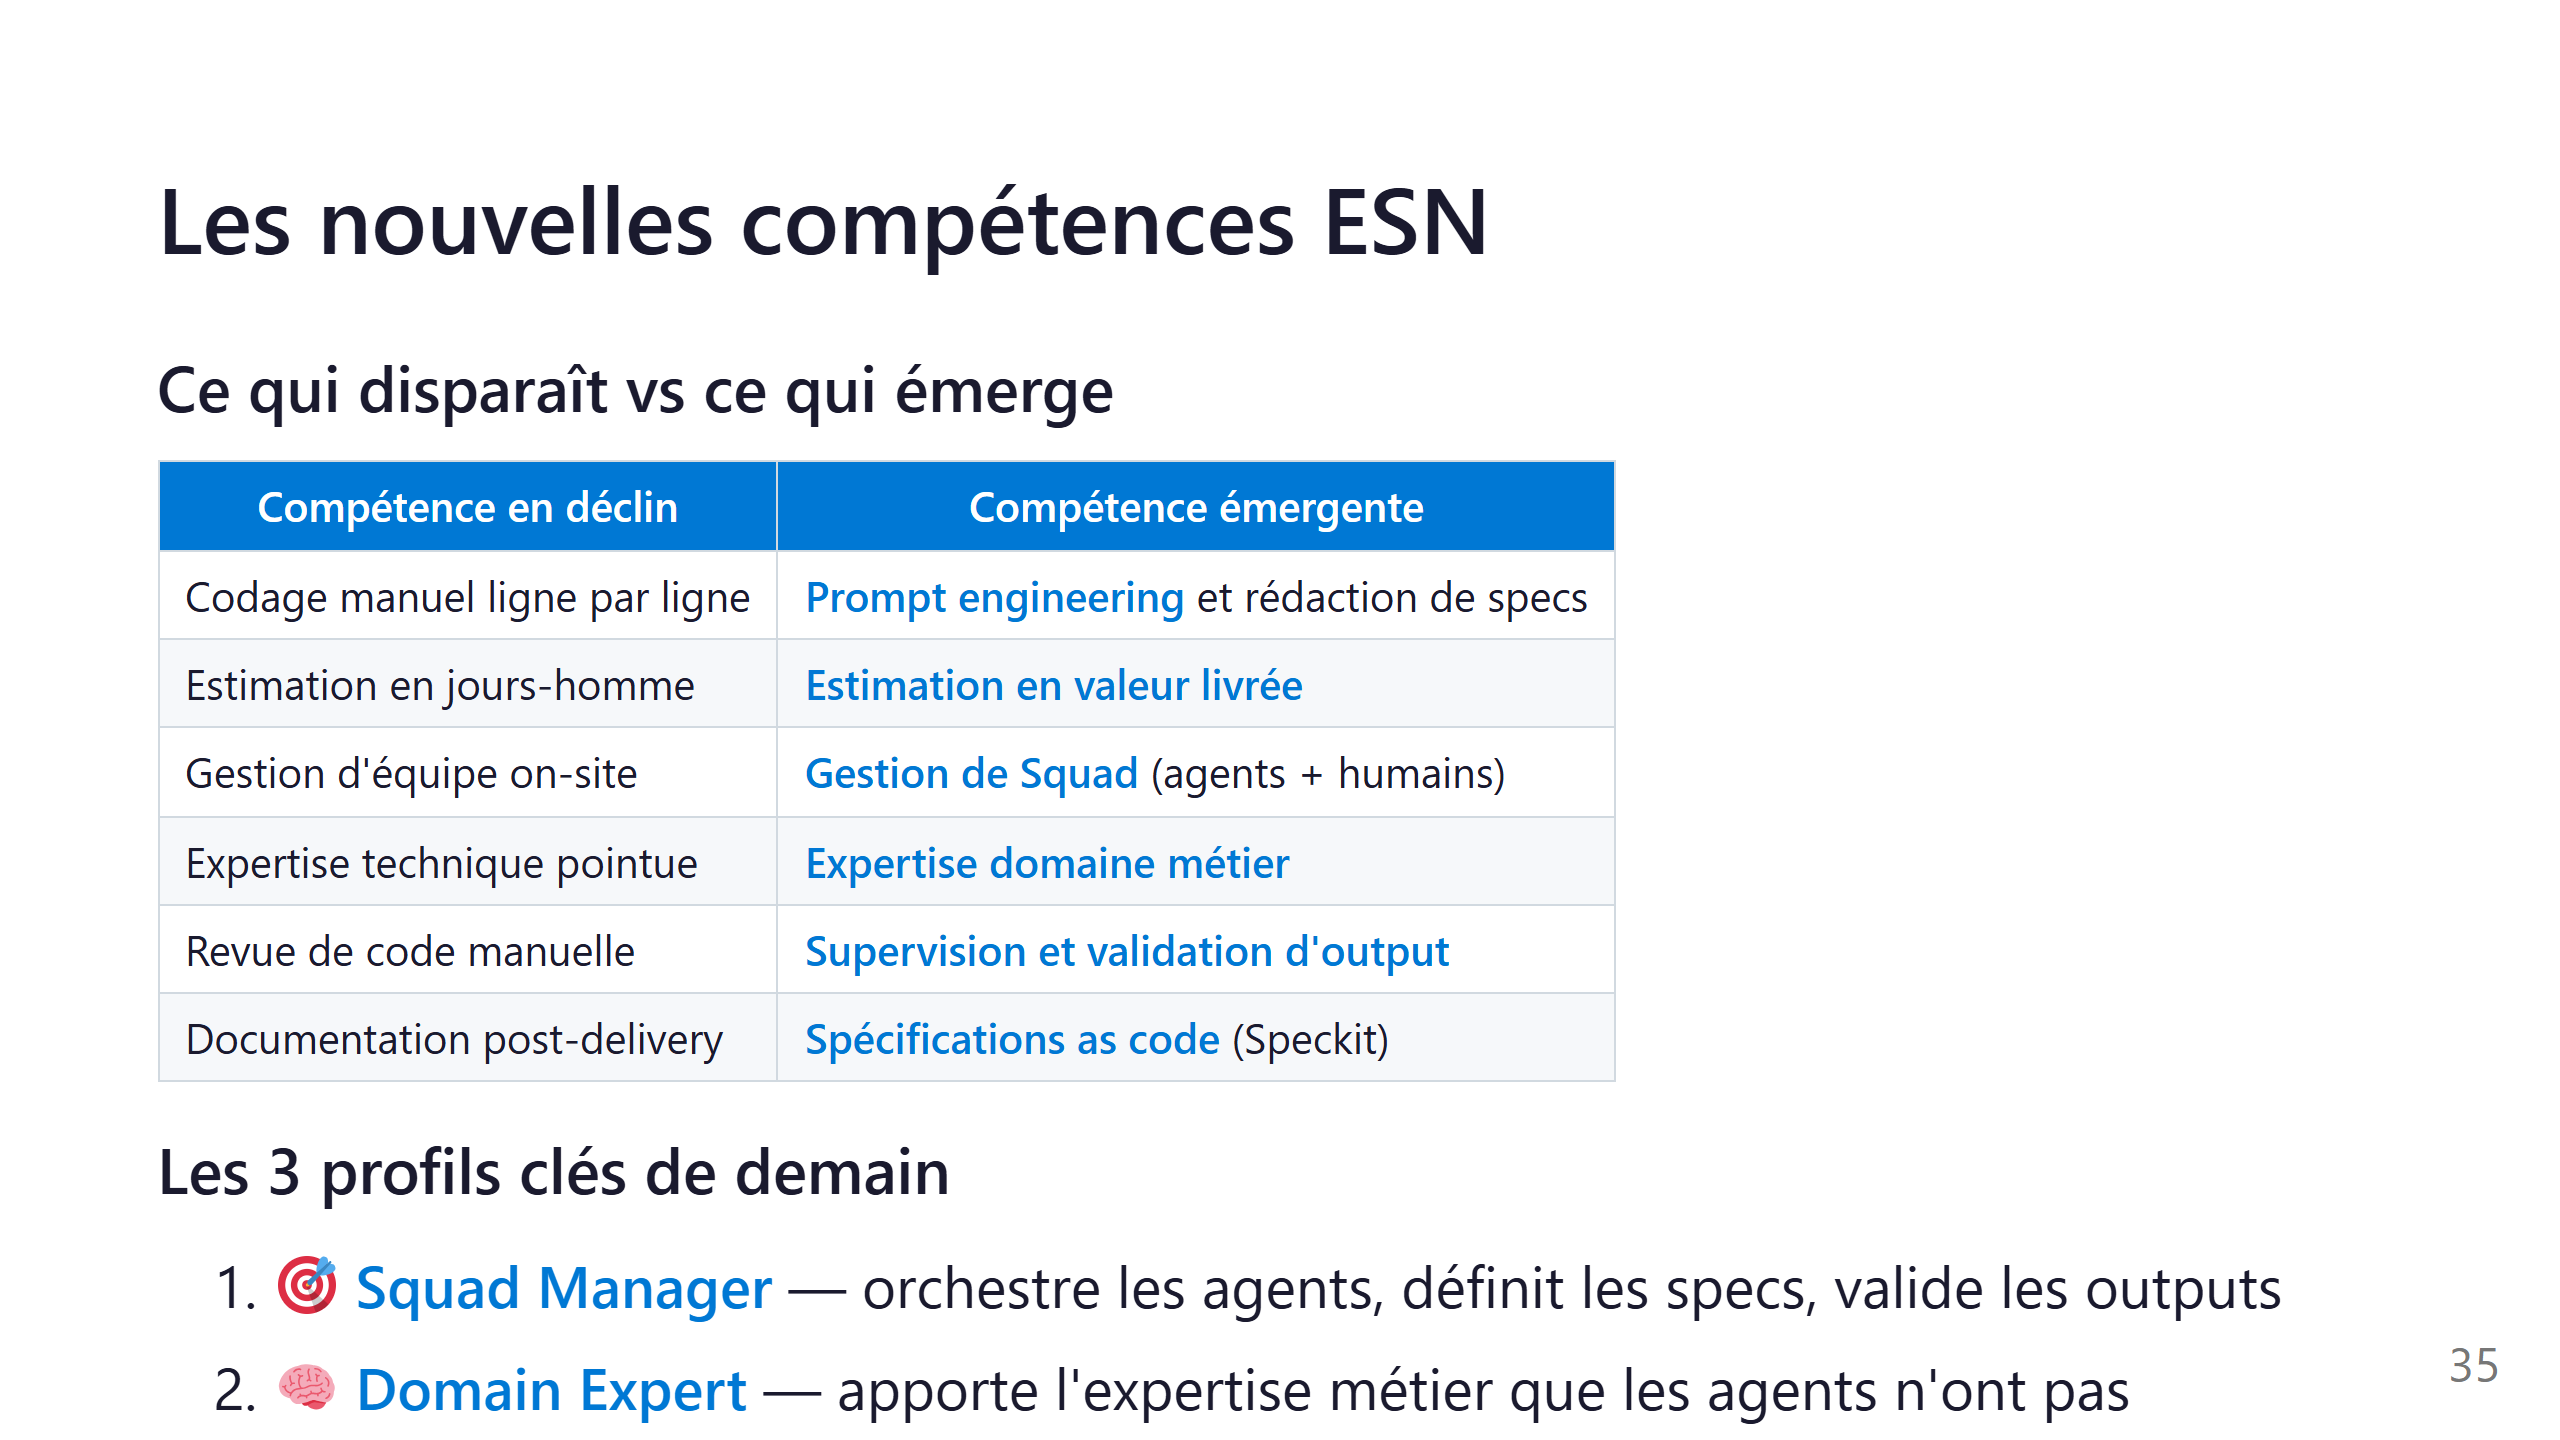 Les nouvelles compétences ESN
Ce qui disparaît vs ce qui émerge
Compétence en déclin
Compétence émergente
Codage manuel ligne par ligne
Prompt engineering et rédaction de specs
Estimation en jours-homme
Estimation en valeur livrée
Gestion d'équipe on-site
Gestion de Squad (agents + humains)
Expertise technique pointue
Expertise domaine métier
Revue de code manuelle
Supervision et validation d'output
Documentation post-delivery
Spécifications as code (Speckit)
Les 3 profils clés de demain
1. 🎯 Squad Manager — orchestre les agents, définit les specs, valide les outputs
2. 🧠 Domain Expert — apporte l'expertise métier que les agents n'ont pas
35